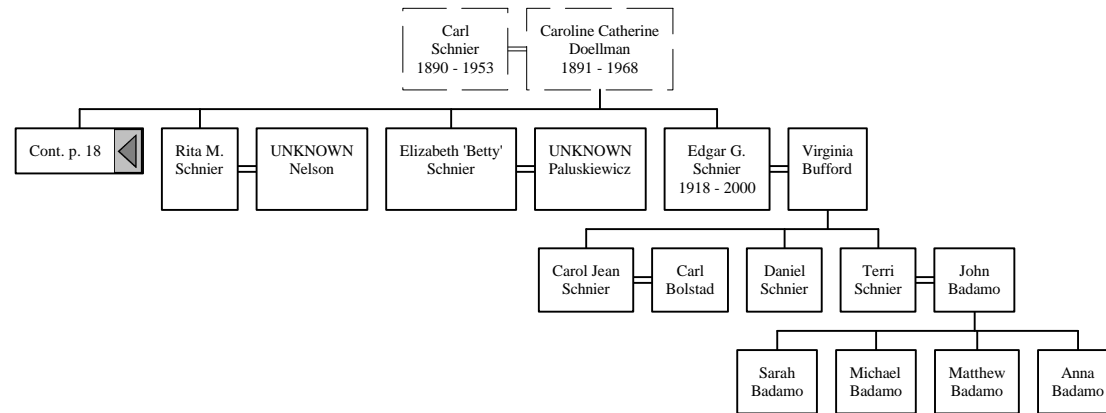 Carl
Schnier
1890 - 1953
Caroline Catherine
Doellman
1891 - 1968
Cont. p. 18
Rita M.
Schnier
UNKNOWN
Nelson
Elizabeth 'Betty'
Schnier
UNKNOWN
Paluskiewicz
Edgar G.
Schnier
1918 - 2000
Virginia
Bufford
Carol Jean
Schnier
Carl
Bolstad
Daniel
Schnier
Terri
Schnier
John
Badamo
Sarah
Badamo
Michael
Badamo
Matthew
Badamo
Anna
Badamo